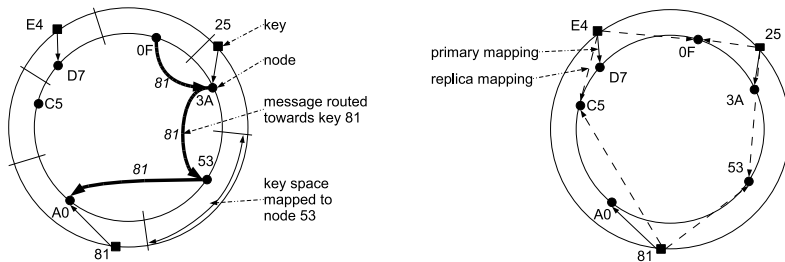 E4
0F
25
key
D7
81
node
C5
3A
message routed
towards key 81
81
81
53
key space
mapped to
node 53
A0
81
E4
25
0F
primary mapping
replica mapping
D7
3A
C5
53
A0
81